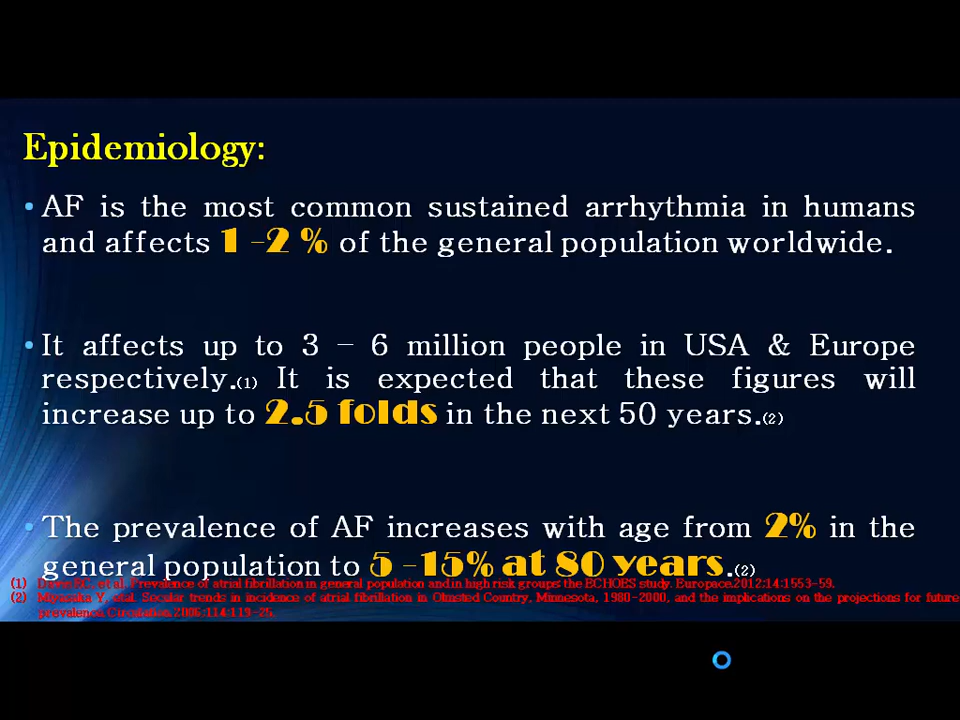 Epidemiology:
• AF is the most common sustained arrhythmia in humans
and affects 1 -2 % of the general population worldwide.
• It affects up to 3 – 6 million people in USA & Europe
respectively.(1) It is expected that these figures will
increase up to 2.5 folds in the next 50 years.(2)
• The prevalence of AF increases with age from 2% in the
general population to 5 -15% at 80 years.(2)
(1) Davis RC, et al. Prevalence of atrial fibrillation in general population and in high risk groups: the ECHOES study. Europace.2012;14:1553-59.
(2) Miyasaka Y, etal. Secular trends in incidence of atrial fibrillation in Olmsted Country, Minnesota, 1980-2000, and the implications on the projections for future
prevalence. Circulation.2006;114:119-25.